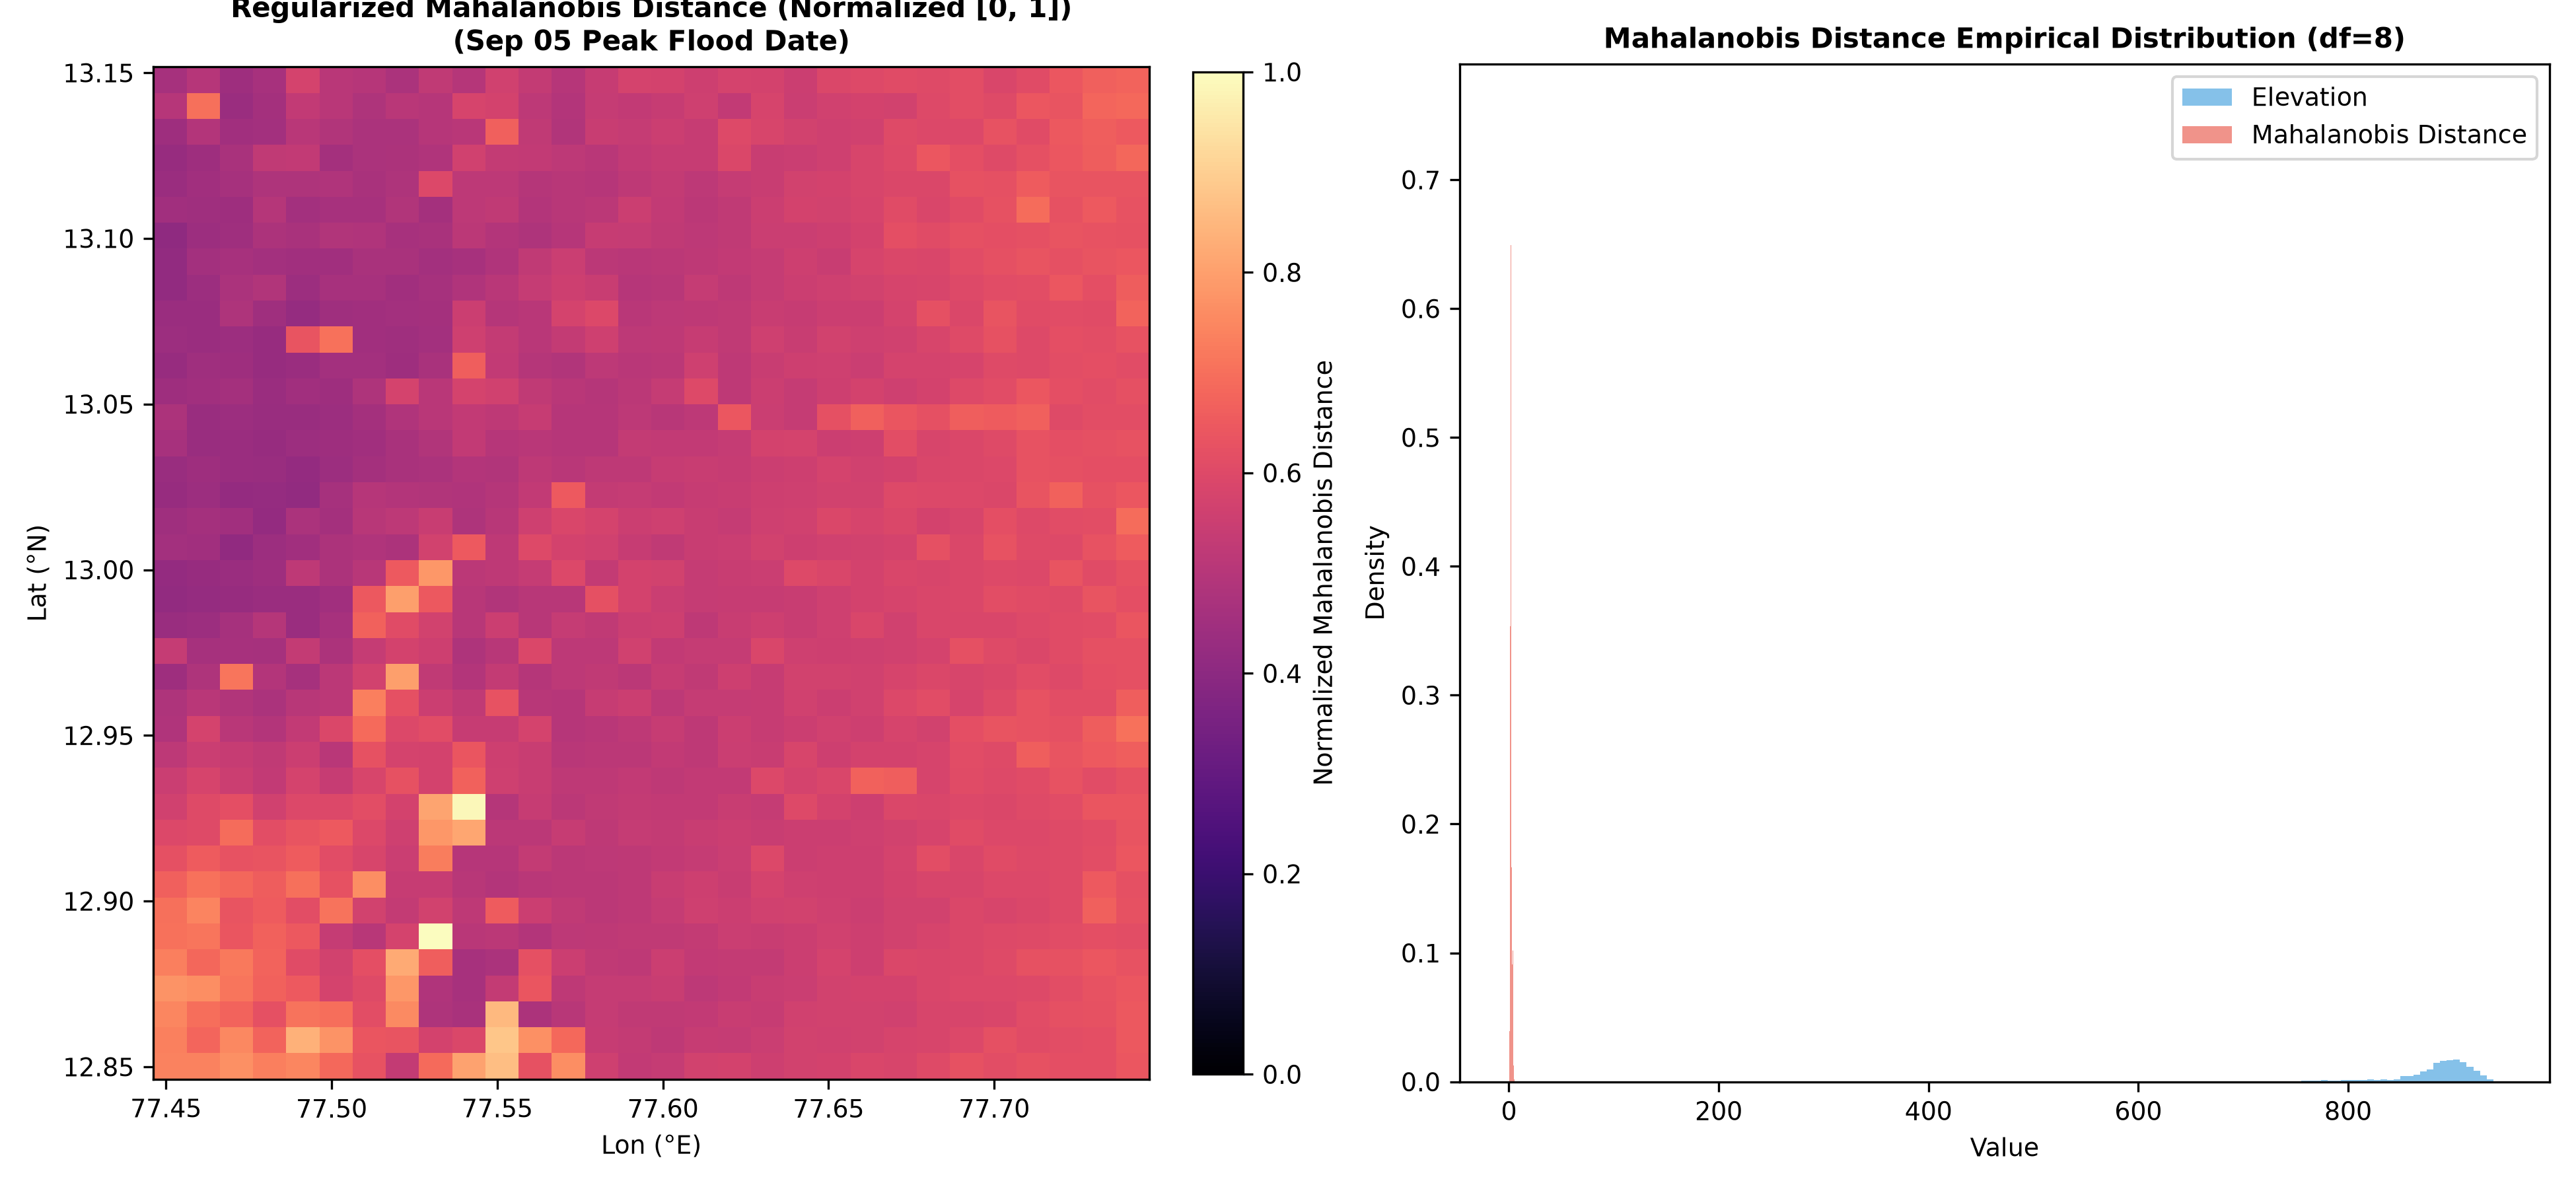 Regularized Mahalanobis Distance (Normalized [0, 1])
(Sep 05 Peak Flood Date)
13.15
13.10
13.05
13.00
12.95
12.90
12.85
Lat (°N)
77.45 77.50 77.55 77.60 77.65 77.70
Lon (°E)
1.0
0.8
0.6
0.4
0.2
0.0
Normalized Mahalanobis Distance
Mahalanobis Distance Empirical Distribution (df=8)
Elevation
Mahalanobis Distance
0.7
0.6
0.5
0.4
0.3
0.2
0.1
0.0
Density
0 200 400 600 800
Value